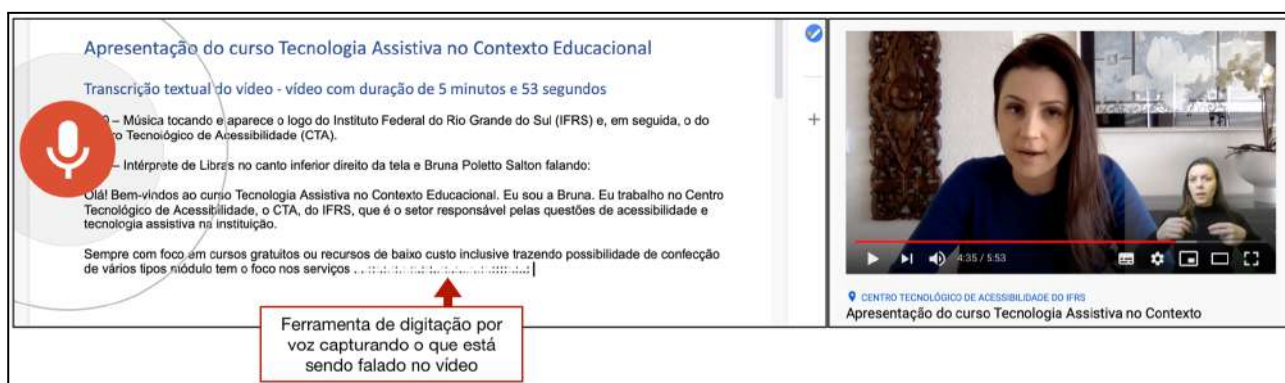 Apresentação do curso Tecnologia Assistiva no Contexto Educacional
Transcrição textual do vídeo - vídeo com duração de 5 minutos e 53 segundos
– Música tocando e aparece o logo do Instituto Federal do Rio Grande do Sul (IFRS) e, em seguida, o do
Tecnológico de Acessibilidade (CTA).
– Intérprete de Libras no canto inferior direito da tela e Bruna Poletto Salton falando:
Olá! Bem-vindos ao curso Tecnologia Assistiva no Contexto Educacional. Eu sou a Bruna. Eu trabalho no Centro
Tecnológico de Acessibilidade, o CTA, do IFRS, que é o setor responsável pelas questões de acessibilidade e
tecnologia assistiva na instituição.
Sempre com foco em cursos gratuitos ou recursos de baixo custo inclusive trazendo possibilidade de confecção
de vários tipos módulo tem o foco nos serviços
Ferramenta de digitação por
voz capturando o que está
sendo falado no vídeo
4:35 / 5:53
CENTRO TECNOLÓGICO DE ACESSIBILIDADE DO IFRS
Apresentação do curso Tecnologia Assistiva no Contexto